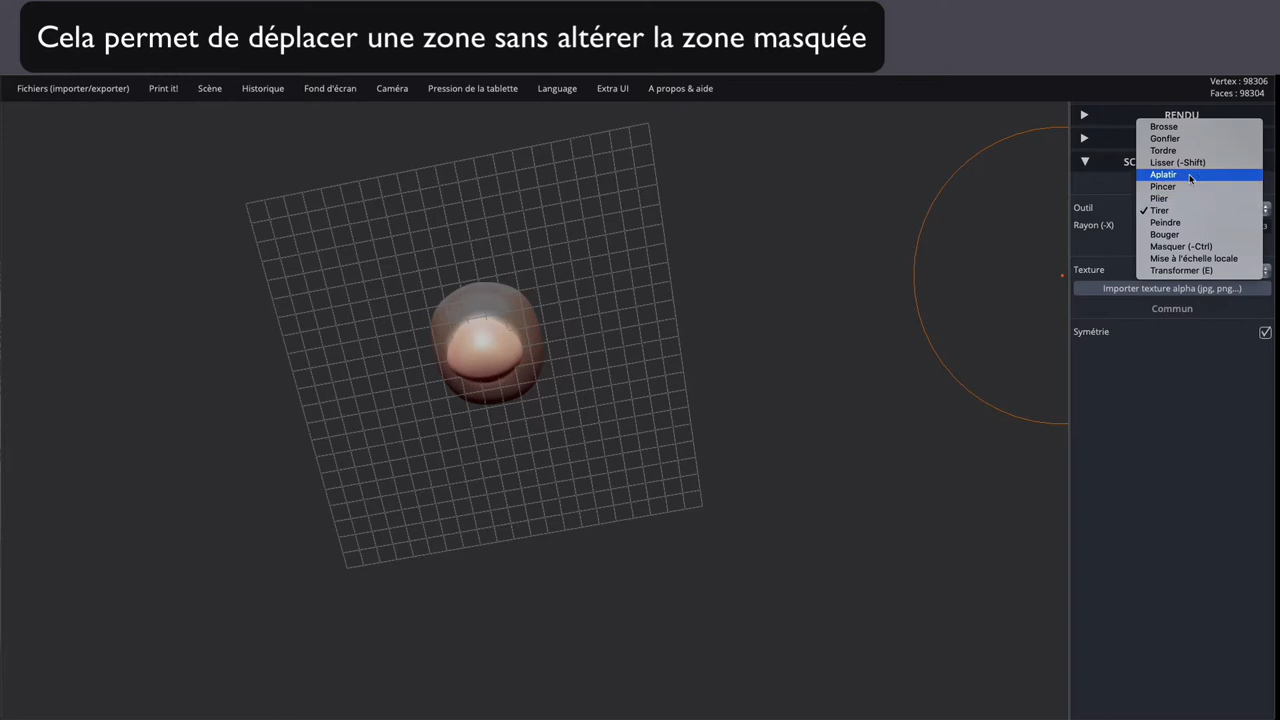 Cela permet de déplacer une zone sans altérer la zone masquée
Fichiers (importer/exporter) Print it! Scène Historique Fond d'écran Caméra Pression de la tablette Language Extra UI A propos & aide
Vertex : 98306
Faces : 98304
RENDU
SC
Outil
Rayon (-X)
Brosse
Gonfler
Tordre
Lisser (-Shift)
Aplatir
Pincer
Plier
Tirer
Peindre
Bouger
Masquer (-Ctrl)
Mise à l'échelle locale
Transformer (E)
3
Texture
Importer texture alpha (jpg, png...)
Commun
Symétrie